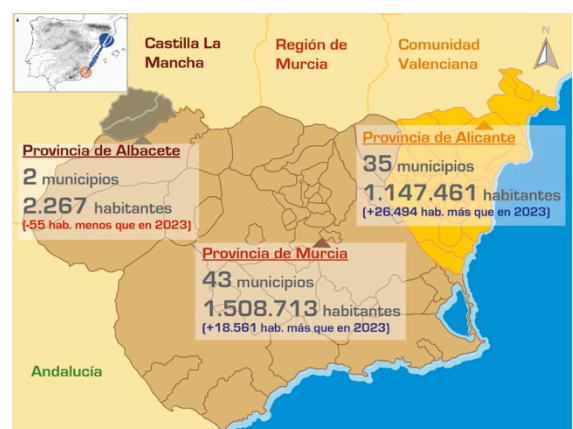 Castilla La
Mancha
Región de
Murcia
Comunidad
Valenciana
N
Provincia de Albacete
2 municipios
2.267 habitantes
(-55 hab. menos que en 2023)
Provincia de Alicante
35 municipios
1.147.461 habitantes
(+26.494 hab. más que en 2023)
Provincia de Murcia
43 municipios
1.508.713 habitantes
(+18.561 hab. más que en 2023)
Andalucía